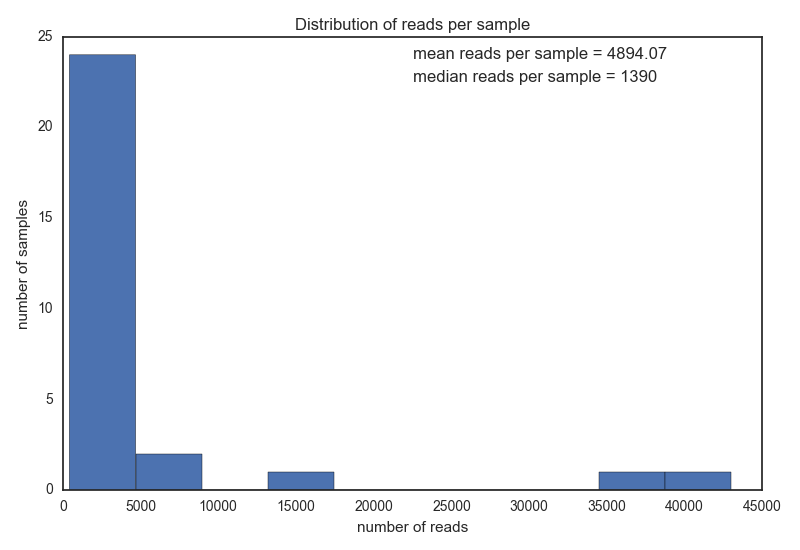 Distribution of reads per sample
mean reads per sample = 4894.07
median reads per sample = 1390
25
20
15
10
5
0
number of samples
0 5000 10000 15000 20000 25000 30000 35000 40000 45000
number of reads